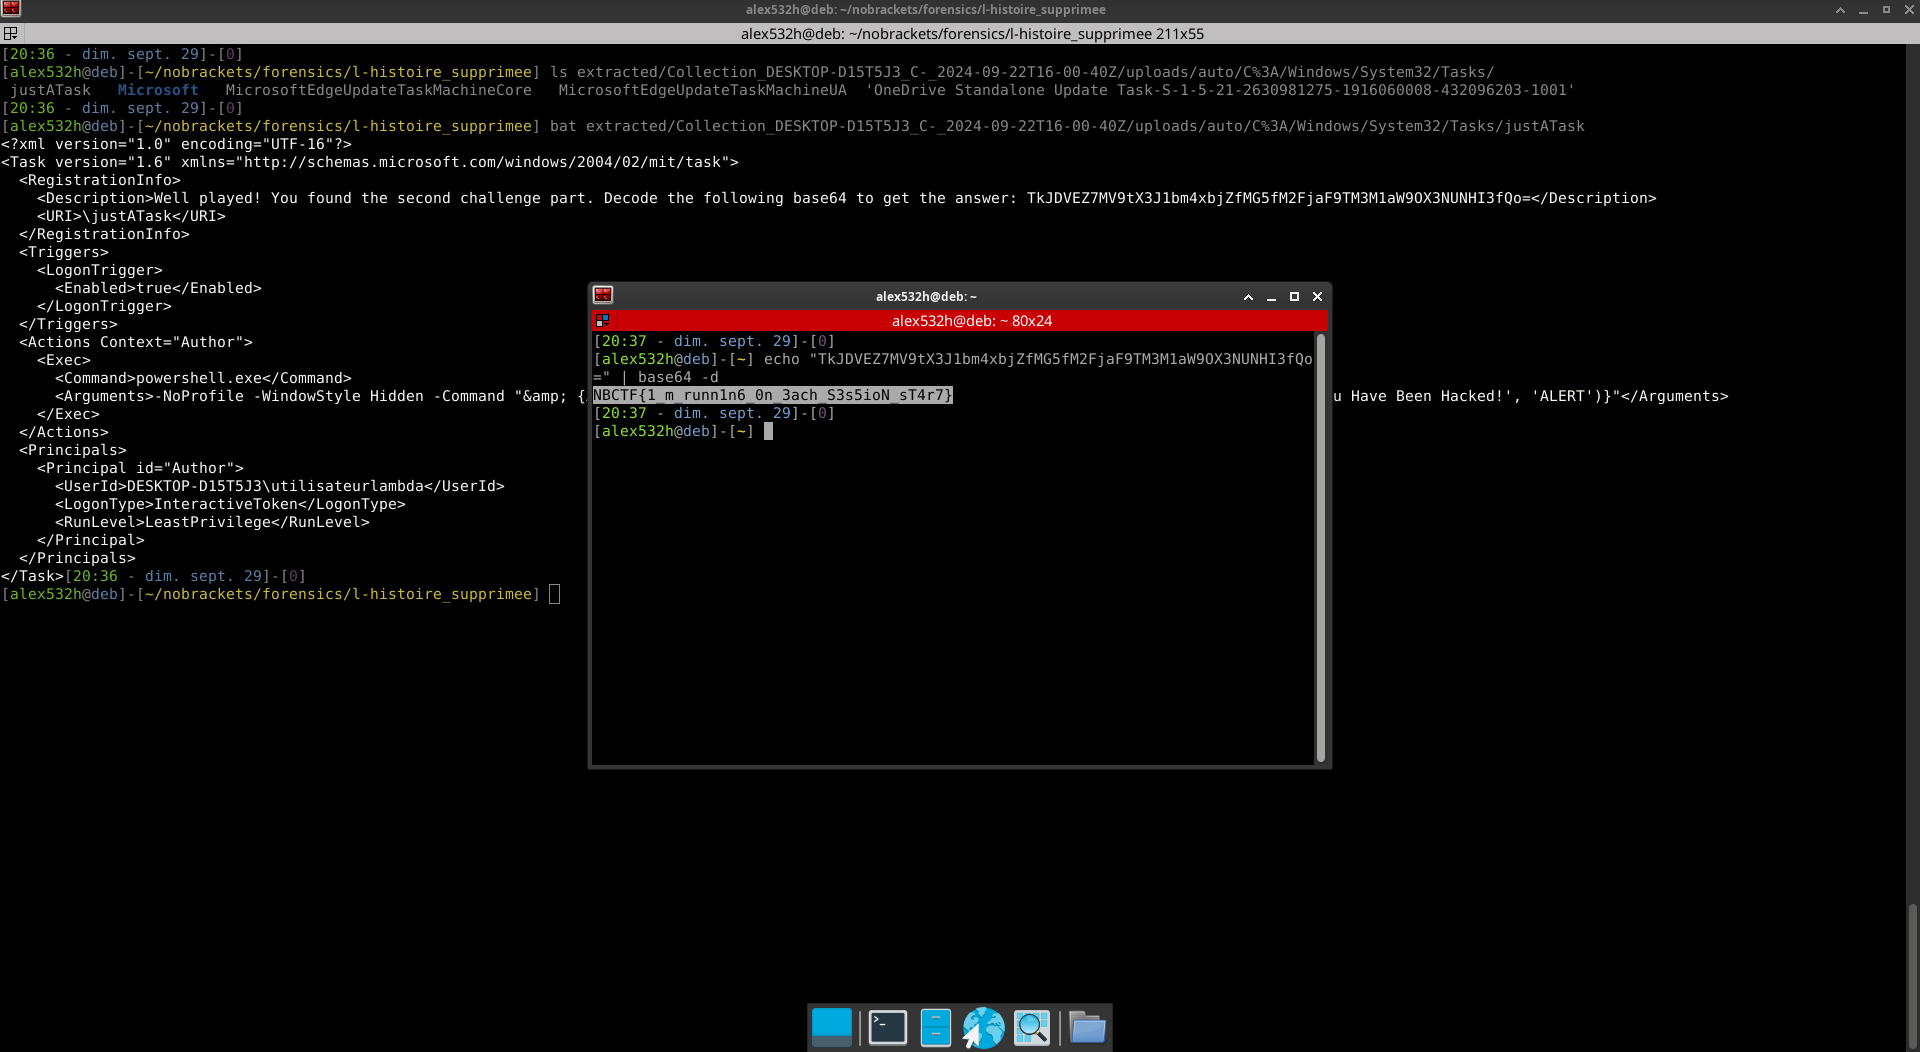 alex532h@deb: ~/nobrackets/forensics/l-histoire_supprimee
alex532h@deb: ~/nobrackets/forensics/l-histoire_supprimee 211x55
[20:36 - dim. sept. 29]-[0]
[alex532h@deb]-[~/nobrackets/forensics/l-histoire_supprimee] ls extracted/Collection_DESKTOP-D15T5J3_C-_2024-09-22T16-00-40Z/uploads/auto/C%3A/Windows/System32/Tasks/
justATask   Microsoft   MicrosoftEdgeUpdateTaskMachineCore   MicrosoftEdgeUpdateTaskMachineUA  'OneDrive Standalone Update Task-S-1-5-21-2630981275-1916060008-432096203-1001'
[20:36 - dim. sept. 29]-[0]
[alex532h@deb]-[~/nobrackets/forensics/l-histoire_supprimee] bat extracted/Collection_DESKTOP-D15T5J3_C-_2024-09-22T16-00-40Z/uploads/auto/C%3A/Windows/System32/Tasks/justATask
<?xml version="1.0" encoding="UTF-16"?>
<Task version="1.6" xmlns="http://schemas.microsoft.com/windows/2004/02/mit/task">
  <RegistrationInfo>
    <Description>Well played! You found the second challenge part. Decode the following base64 to get the answer: TkJDVEZ7MV9tX3J1bm4xbjZfMG5fM2FjaF9TM3M1aW9OX3NUNHI3fQo=</Description>
    <URI>\justATask</URI>
  </RegistrationInfo>
  <Triggers>
    <LogonTrigger>
      <Enabled>true</Enabled>
    </LogonTrigger>
  </Triggers>
  <Actions Context="Author">
    <Exec>
      <Command>powershell.exe</Command>
      <Arguments>-NoProfile -WindowStyle Hidden -Command "&amp; { u Have Been Hacked!', 'ALERT')}"</Arguments>
    </Exec>
  </Actions>
  <Principals>
    <Principal id="Author">
      <UserId>DESKTOP-D15T5J3\utilisateurlambda</UserId>
      <LogonType>InteractiveToken</LogonType>
      <RunLevel>LeastPrivilege</RunLevel>
    </Principal>
  </Principals>
</Task>[20:36 - dim. sept. 29]-[0]
[alex532h@deb]-[~/nobrackets/forensics/l-histoire_supprimee]
alex532h@deb: ~
alex532h@deb: ~ 80x24
[20:37 - dim. sept. 29]-[0]
[alex532h@deb]-[~] echo "TkJDVEZ7MV9tX3J1bm4xbjZfMG5fM2FjaF9TM3M1aW9OX3NUNHI3fQo
=" | base64 -d
NBCTF{1_m_runn1n6_0n_3ach_S3s5ioN_sT4r7}
[20:37 - dim. sept. 29]-[0]
[alex532h@deb]-[~]